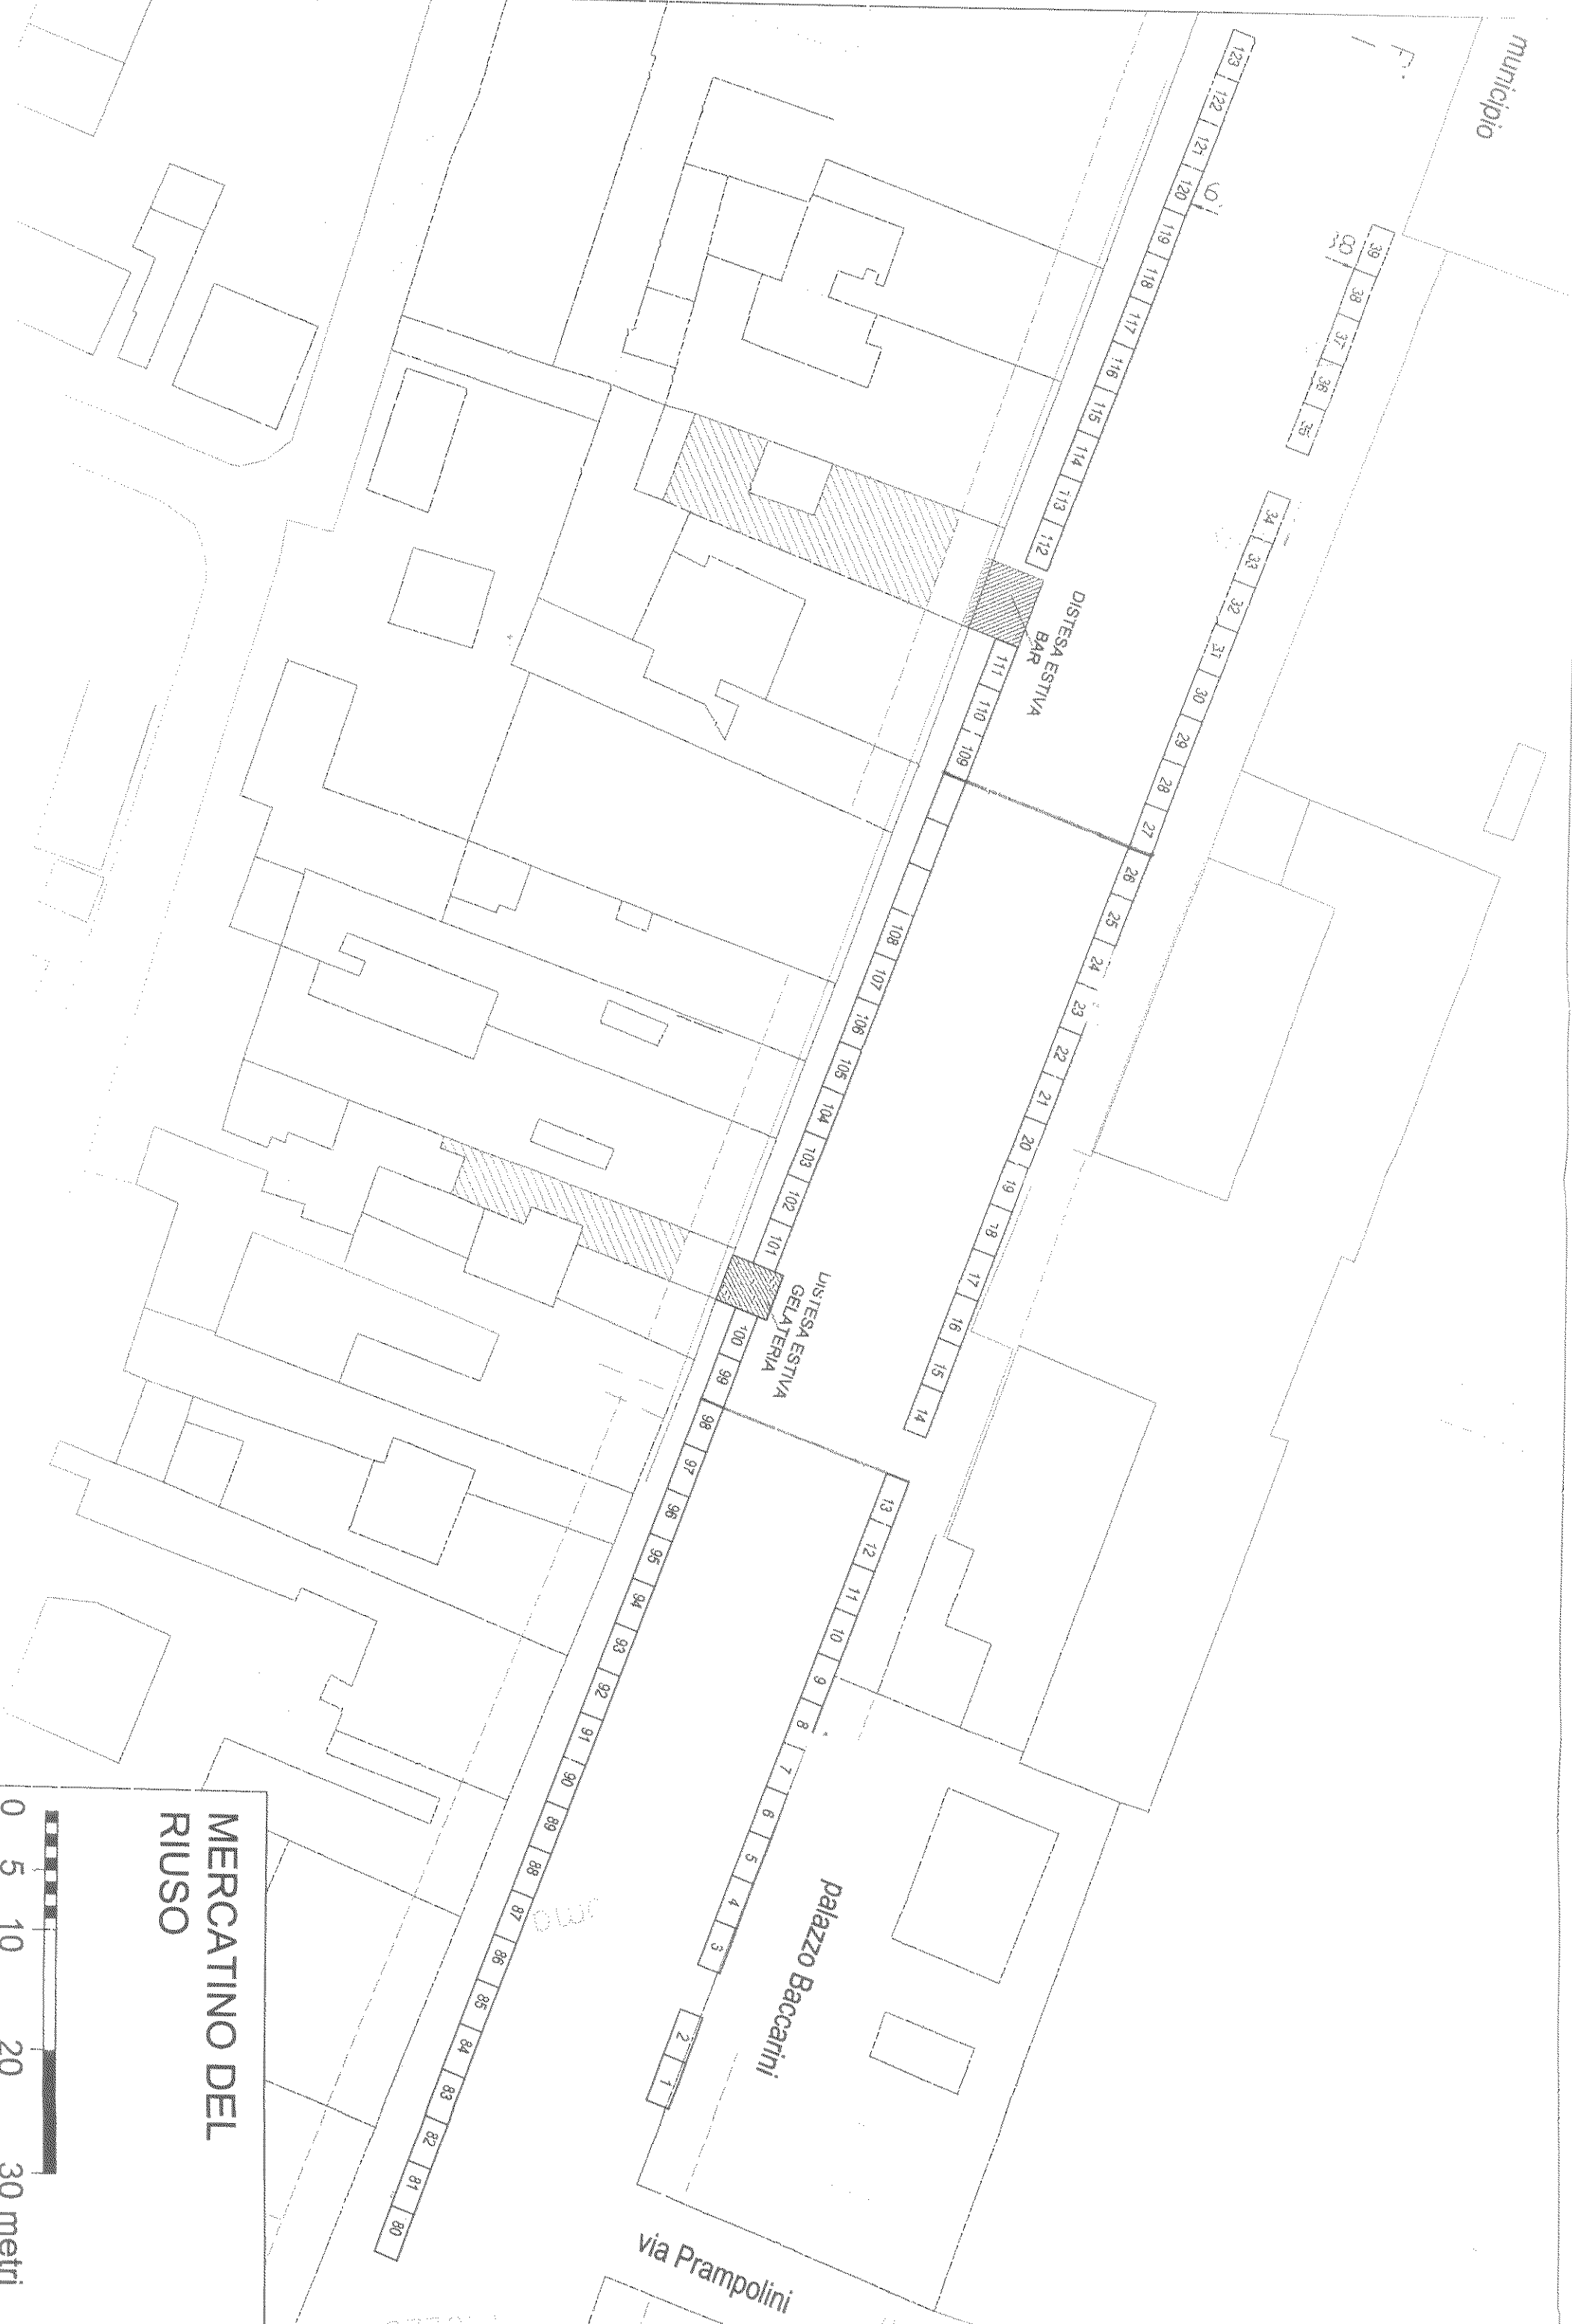 municipio
123 122 121 120 119 118 117 116 115 114 113 112
39 38 37 36 35
34 33 32 31 30 29 28 27 26 25 24 23 22 21 20 19 18 17 16 15 14
DISTESA ESTIVA
BAR
111 110 109
108 107 106 105 104 103 102 101
DISTESA ESTIVA
GELATERIA
100 99 98 97 96 95 94 93 92 91 90 89 88 87 86 85 84 83 82 81 80
13 12 11 10 9 8 7 6 5 4 3
2 1
palazzo Baccarini
via Prampolini
MERCATINO DEL
RIUSO
0 5 10 20 30 metri